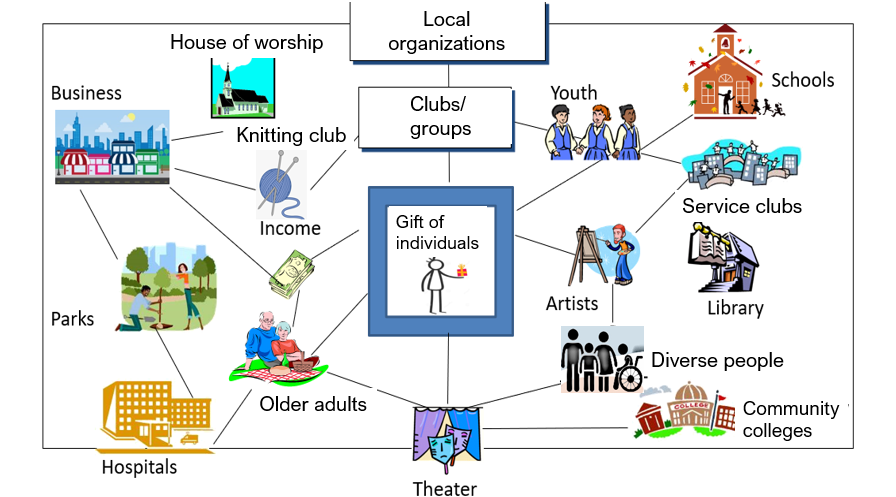 Local
organizations
House of worship
Business
Clubs/
groups
Youth
Schools
Knitting club
Income
Service clubs
Gift of
individuals
Parks
Artists
Library
Diverse people
Older adults
COLLEGE
Community
colleges
Hospitals
Theater